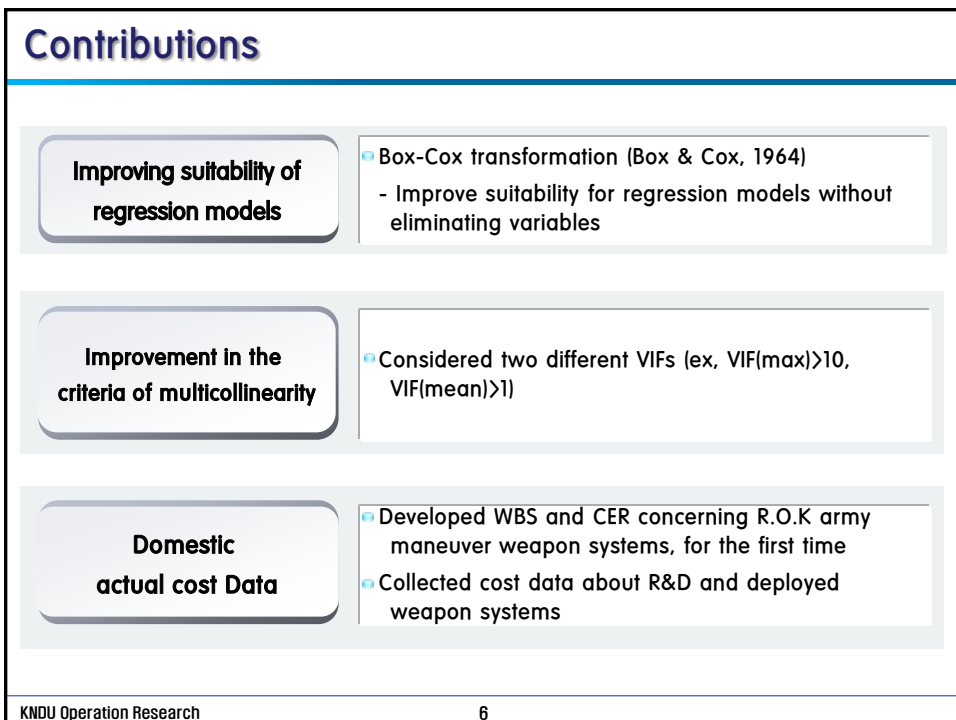 Contributions
Improving suitability of
regression models
Box-Cox transformation (Box & Cox, 1964)
- Improve suitability for regression models without
eliminating variables
Improvement in the
criteria of multicollinearity
Considered two different VIFs (ex, VIF(max)>10,
VIF(mean)>1)
Domestic
actual cost Data
Developed WBS and CER concerning R.O.K army
maneuver weapon systems, for the first time
Collected cost data about R&D and deployed
weapon systems
KNDU Operation Research
6